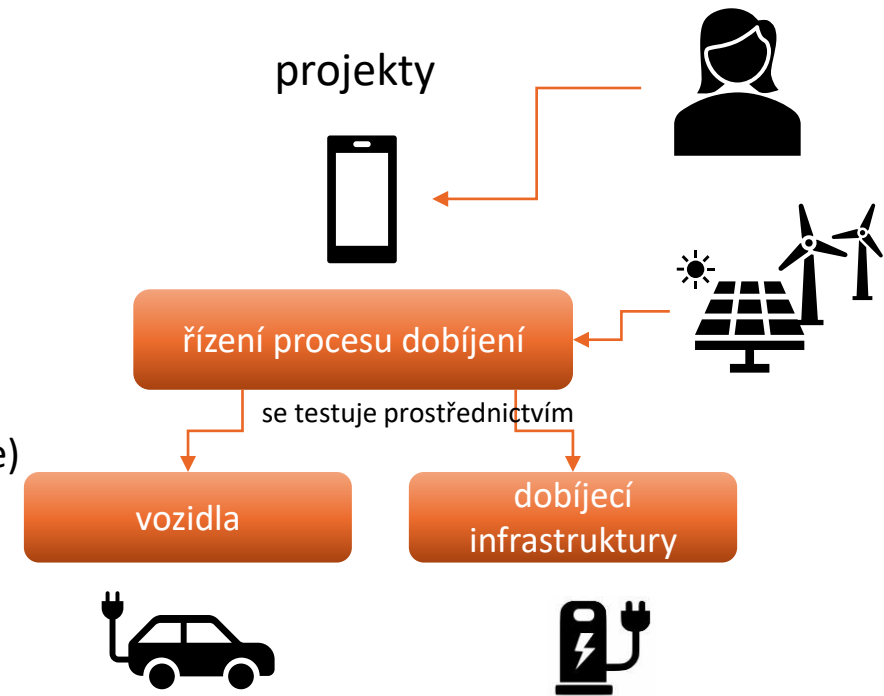 projekty
řízení procesu dobíjení
se testuje prostřednictvím
e)
vozidla
dobíjecí
infrastruktury